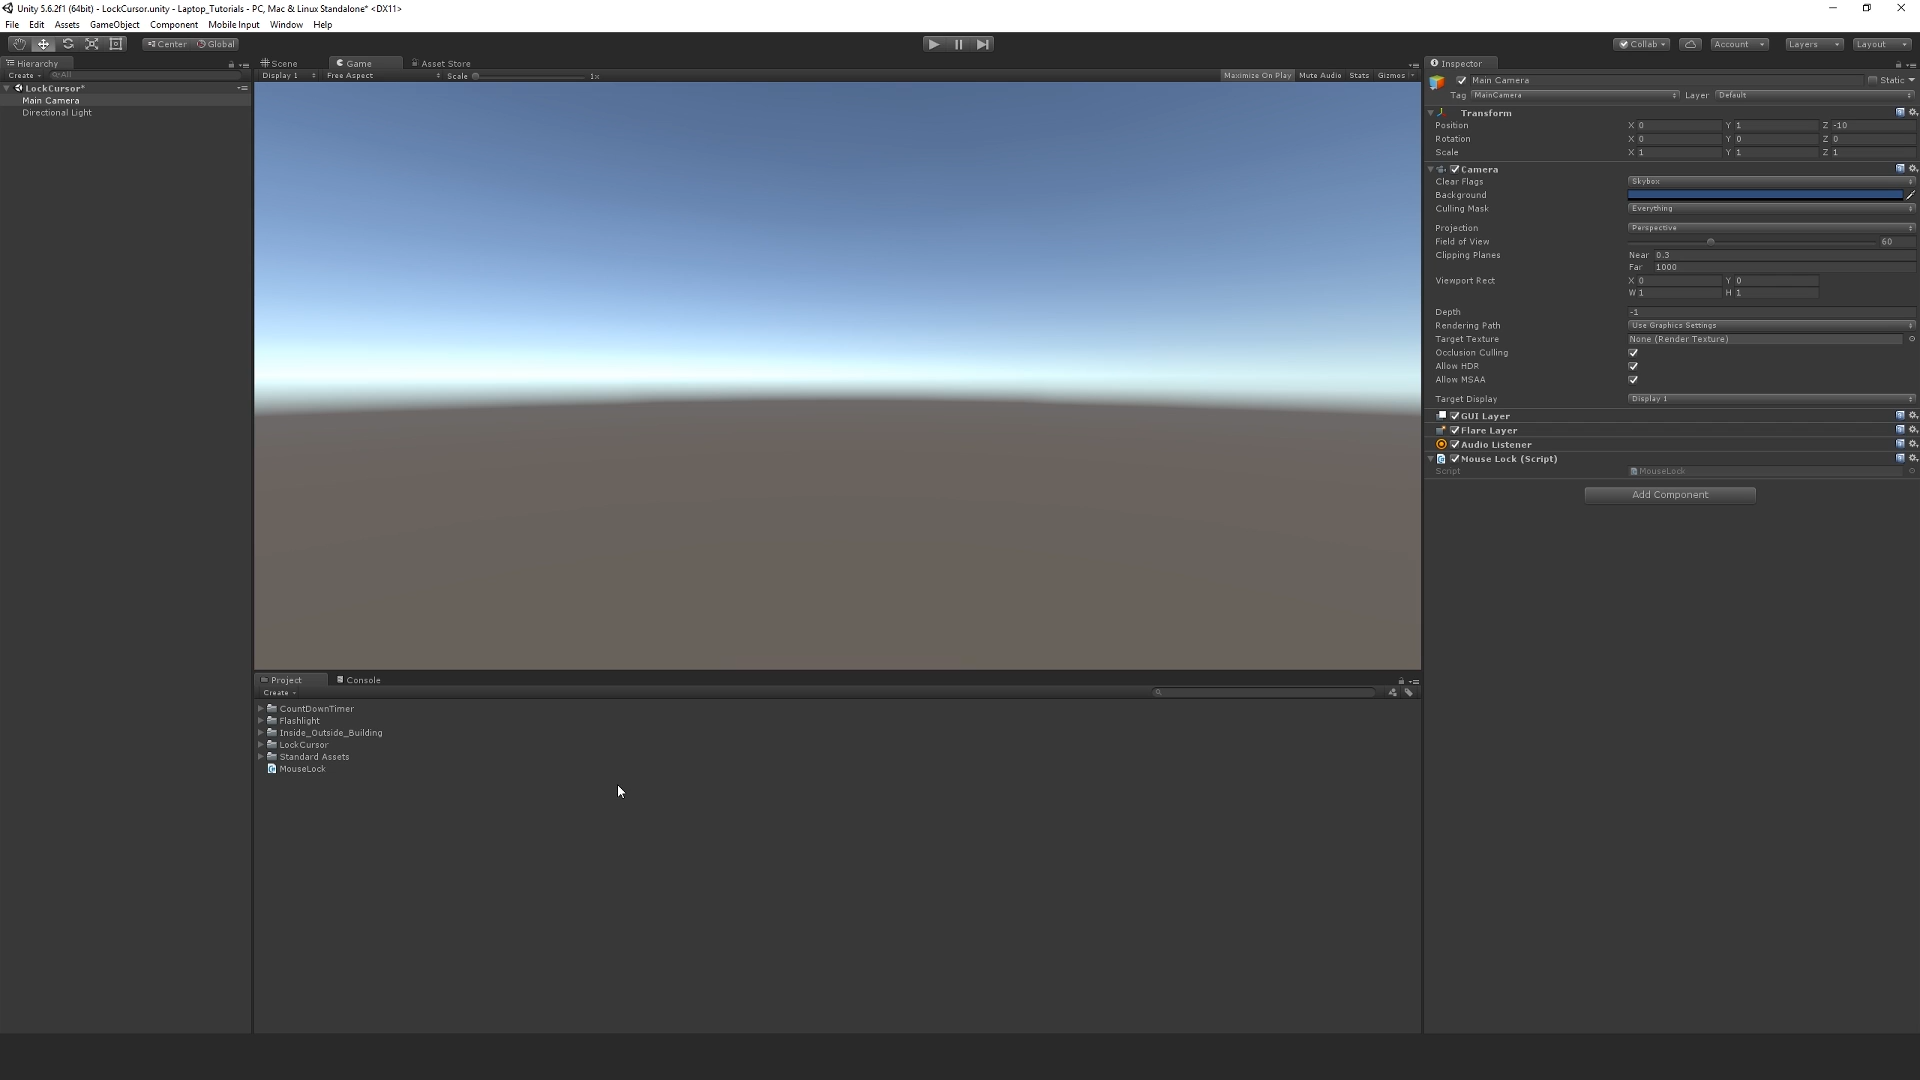 Unity 5.6.2f1 (64bit) - LockCursor.unity - Laptop_Tutorials - PC, Mac & Linux Standalone* <DX11>
File Edit Assets GameObject Component Mobile Input Window Help
Center Global Collab Account Layers Layout
Hierarchy
Create All
LockCursor*
Main Camera
Directional Light
Scene Game Asset Store
Display 1 Free Aspect Scale 1x Maximize On Play Mute Audio Stats Gizmos
Project Console
Create
CountDownTimer
Flashlight
Inside_Outside_Building
LockCursor
Standard Assets
MouseLock
Inspector
Main Camera Static
Tag MainCamera Layer Default
Transform
Position X 0 Y 1 Z -10
Rotation X 0 Y 0 Z 0
Scale X 1 Y 1 Z 1
Camera
Clear Flags Skybox
Background
Culling Mask Everything
Projection Perspective
Field of View 60
Clipping Planes Near 0.3
Far 1000
Viewport Rect X 0 Y 0
W 1 H 1
Depth -1
Rendering Path Use Graphics Settings
Target Texture None (Render Texture)
Occlusion Culling
Allow HDR
Allow MSAA
Target Display Display 1
GUI Layer
Flare Layer
Audio Listener
Mouse Lock (Script)
Script MouseLock
Add Component